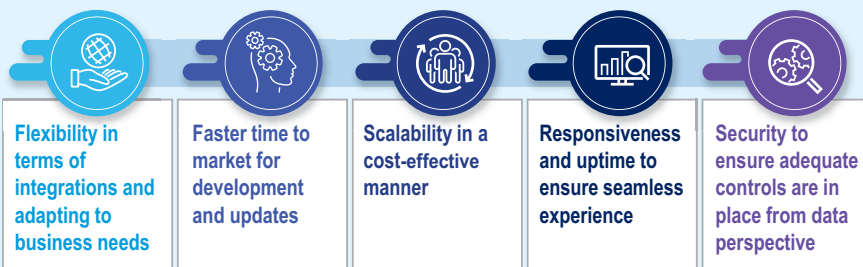 Flexibility in
terms of
integrations and
adapting to
business needs
Faster time to
market for
development
and updates
Scalability in a
cost-effective
manner
Responsiveness
and uptime to
ensure seamless
experience
Security to
ensure adequate
controls are in
place from data
perspective